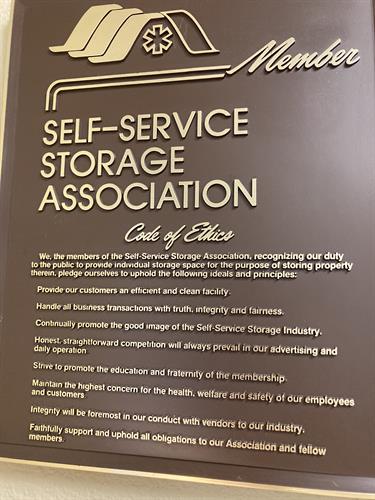 Member
SELF-SERVICE
STORAGE
ASSOCIATION
Code of Ethics
We, the members of the Self-Service Storage Association, recognizing our duty
to the public to provide individual storage space for the purpose of storing property
therein, pledge ourselves to uphold the following ideals and principles:
Provide our customers an efficient and clean facility.
Handle all business transactions with truth, integrity and fairness.
Continually promote the good image of the Self-Service Storage Industry.
Honest, straightforward competition will always prevail in our advertising and
daily operation.
Strive to promote the education and fraternity of the membership.
Maintain the highest concern for the health, welfare and safety of our employees
and customers.
Integrity will be foremost in our conduct with vendors to our industry.
Faithfully support and uphold all obligations to our Association and fellow
members.